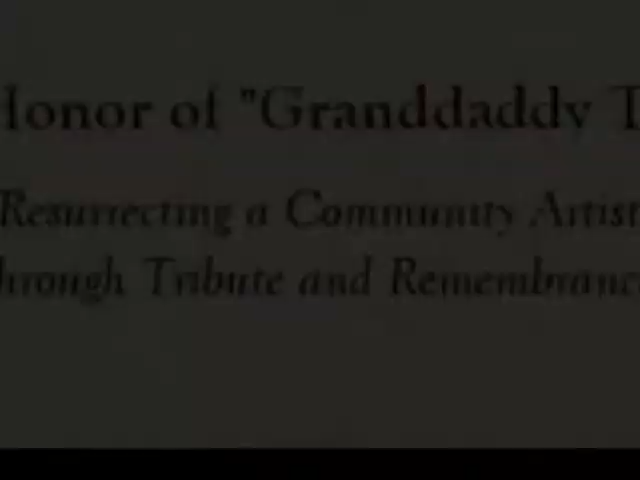 Honor of "Granddaddy T
Resurrecting a Community Artist
hrough Tribute and Remembranc